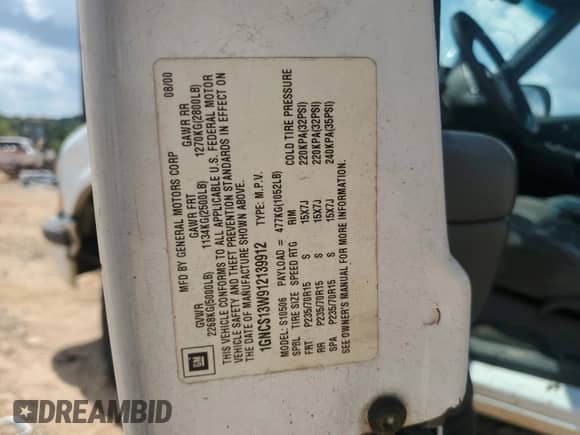 MFD BY GENERAL MOTORS CORP 08/00
GVWR GAWR FRT GAWR RR
2268KG(5000LB) 1134KG(2500LB) 1270KG(2800LB)
THIS VEHICLE CONFORMS TO ALL APPLICABLE U.S. FEDERAL MOTOR
VEHICLE SAFETY AND THEFT PREVENTION STANDARDS IN EFFECT ON
THE DATE OF MANUFACTURE SHOWN ABOVE.
1GNCS13W912139912 TYPE: M.P.V.
MODEL: S10506 PAYLOAD = 477KG(1052LB)
SPBL TIRE SIZE SPEED RTG RIM COLD TIRE PRESSURE
FRT P235/70R15 S 15X7J 220KPA(32PSI)
RR P235/70R15 S 15X7J 220KPA(32PSI)
SPA P235/70R15 S 15X7J 240KPA(35PSI)
SEE OWNER'S MANUAL FOR MORE INFORMATION.
GM
DREAMBID